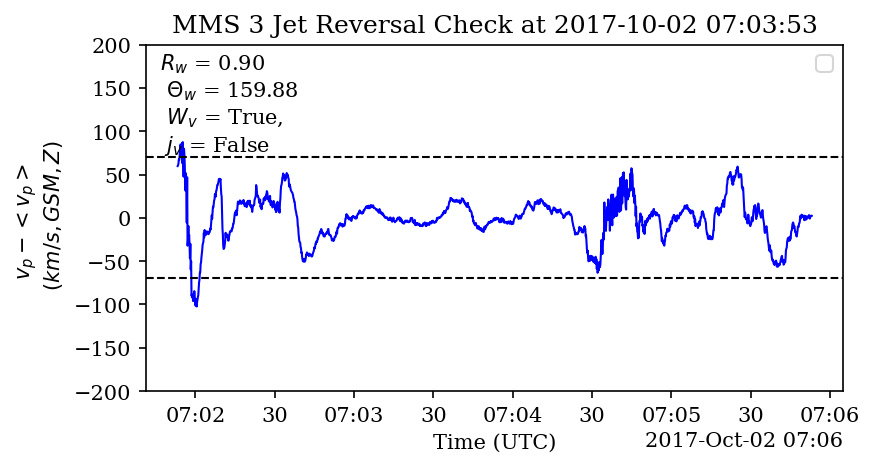 MMS 3 Jet Reversal Check at 2017-10-02 07:03:53
200
150
100
50
0
−50
−100
−150
−200
v_p − < v_p >
(km/s, GSM, Z)
R_w = 0.90
Θ_w = 159.88
W_v = True,
j_v = False
07:02 30 07:03 30 07:04 30 07:05 30 07:06
Time (UTC)
2017-Oct-02 07:06